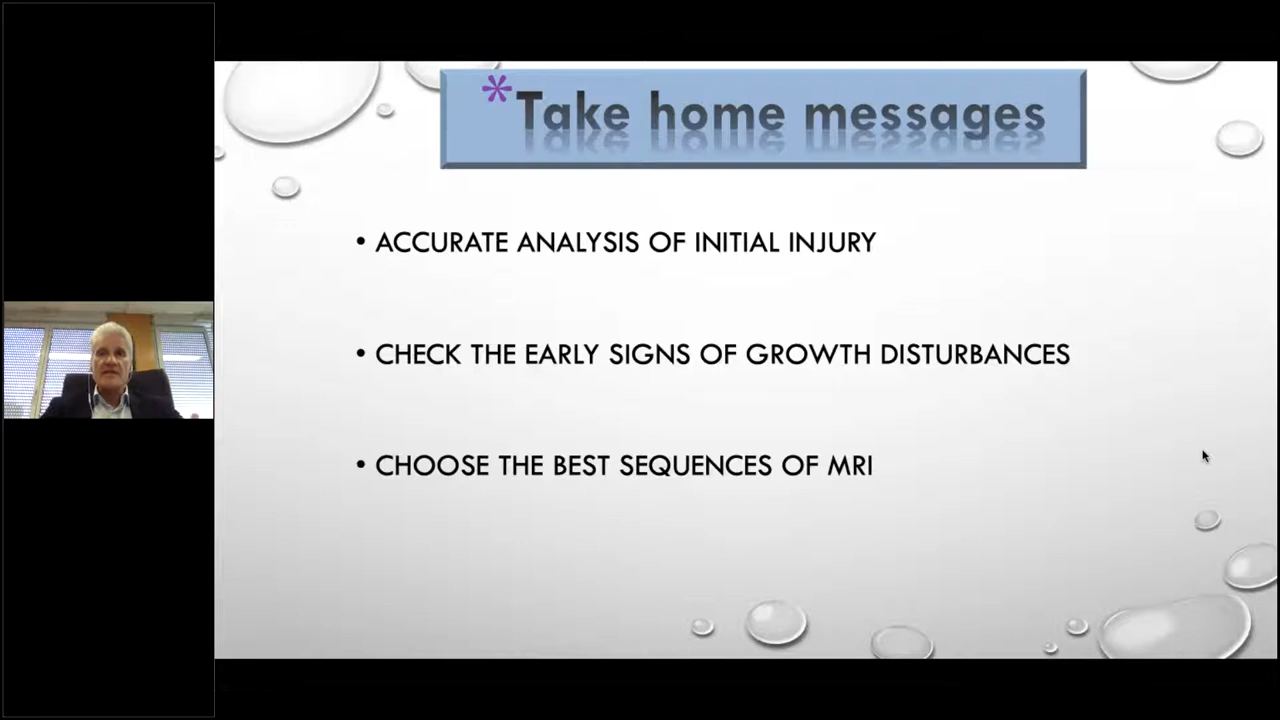 *Take home messages
• ACCURATE ANALYSIS OF INITIAL INJURY
• CHECK THE EARLY SIGNS OF GROWTH DISTURBANCES
• CHOOSE THE BEST SEQUENCES OF MRI